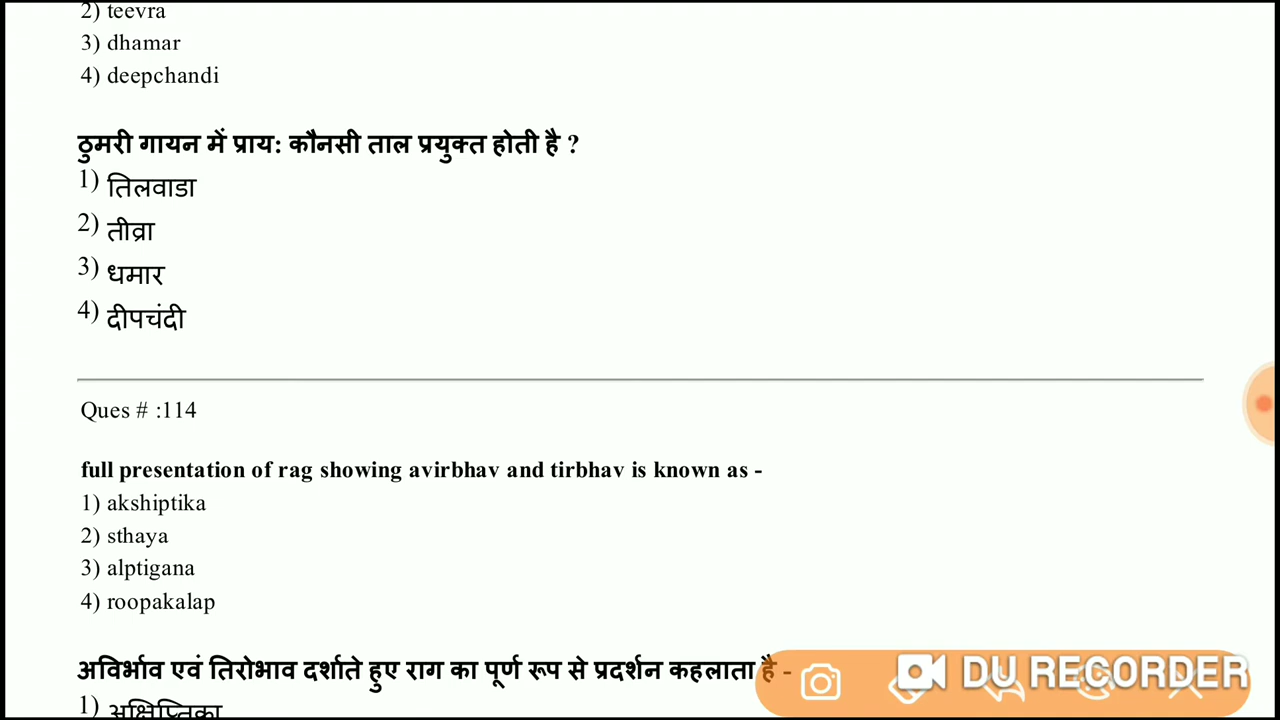 2) teevra
3) dhamar
4) deepchandi
ठुमरी गायन में प्राय: कौनसी ताल प्रयुक्त होती है ?
1) तिलवाडा
2) तीव्रा
3) धमार
4) दीपचंदी
Ques # :114
full presentation of rag showing avirbhav and tirbhav is known as -
1) akshiptika
2) sthaya
3) alptigana
4) roopakalap
अविर्भाव एवं तिरोभाव दर्शाते हुए राग का पूर्ण रूप से प्रदर्शन कहलाता है -
DU RECORDER
1) अक्षिप्तिका